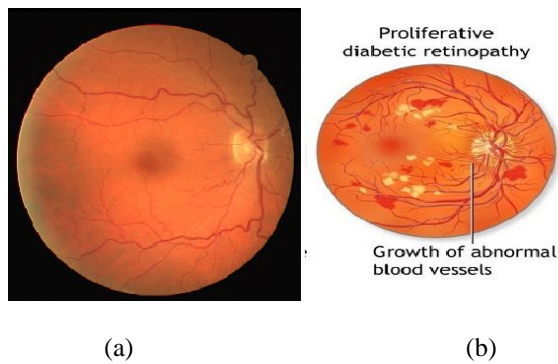 Proliferative
diabetic retinopathy
Growth of abnormal
blood vessels
(a)
(b)